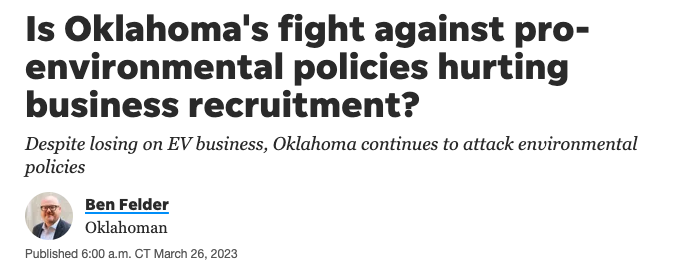 Is Oklahoma's fight against pro-
environmental policies hurting
business recruitment?
Despite losing on EV business, Oklahoma continues to attack environmental
policies
Ben Felder
Oklahoman
Published 6:00 a.m. CT March 26, 2023